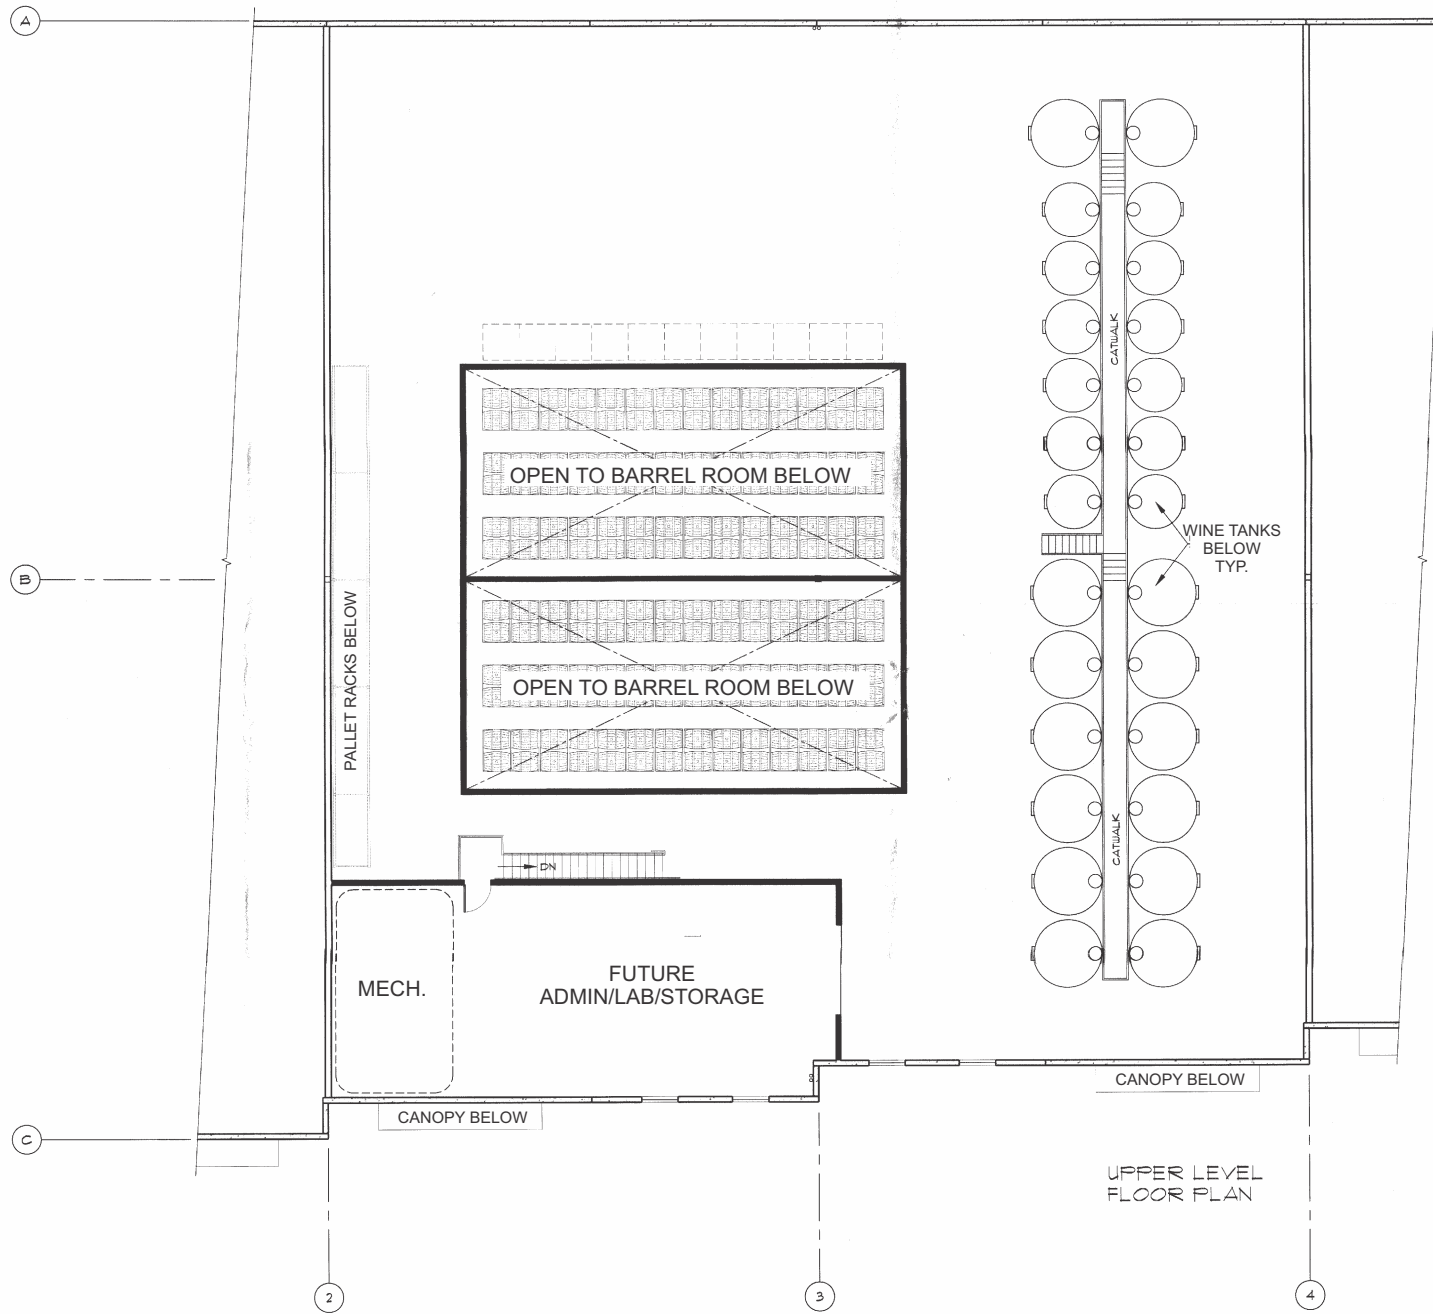 A
CATWALK
OPEN TO BARREL ROOM BELOW
WINE TANKS
BELOW
TYP.
B
PALLET RACKS BELOW
OPEN TO BARREL ROOM BELOW
CATWALK
DN
MECH.
FUTURE
ADMIN/LAB/STORAGE
CANOPY BELOW
CANOPY BELOW
C
UPPER LEVEL
FLOOR PLAN
2
3
4